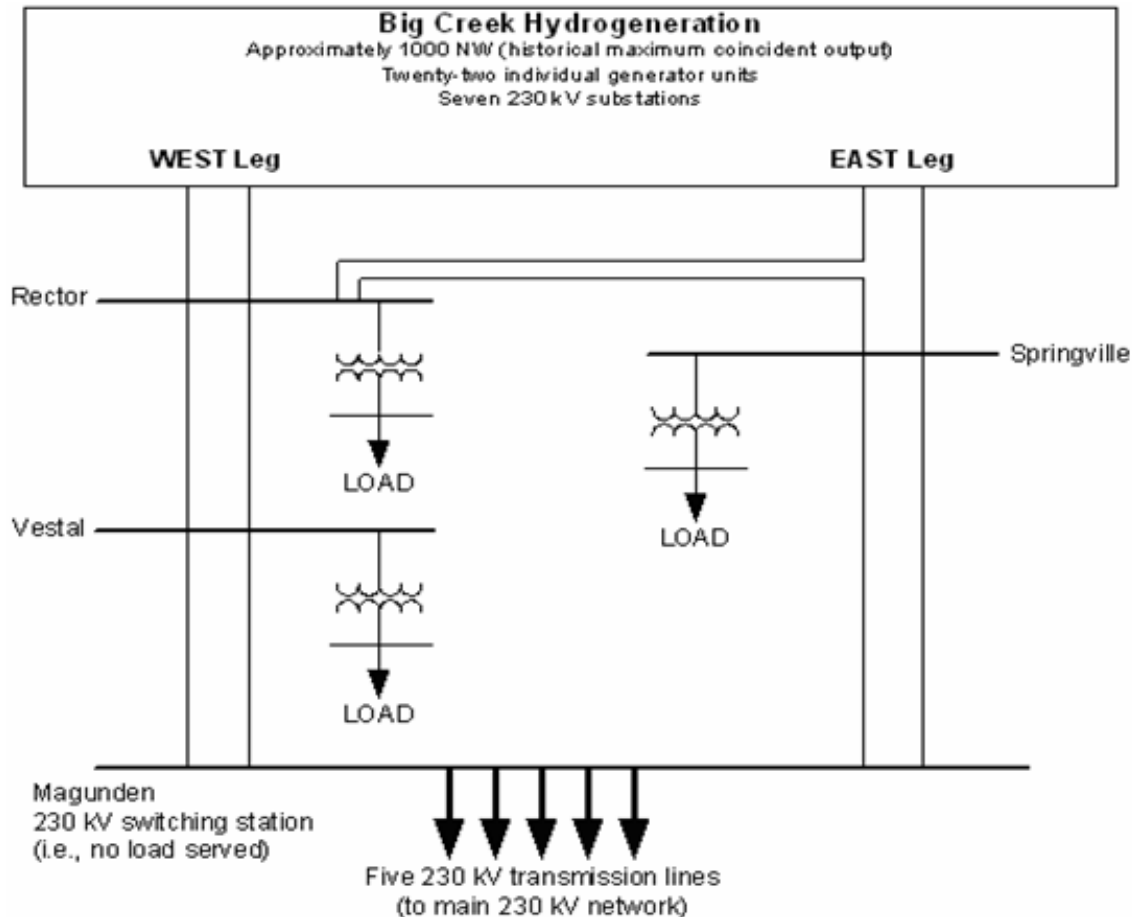 Big Creek Hydrogeneration
Approximately 1000 NW (historical maximum coincident output)
Twenty-two individual generator units
Seven 230 kV substations
WEST Leg
EAST Leg
Rector
Springville
LOAD
LOAD
Vestal
LOAD
Magunden
230 kV switching station
(i.e., no load served)
Five 230 kV transmission lines
(to main 230 kV network)